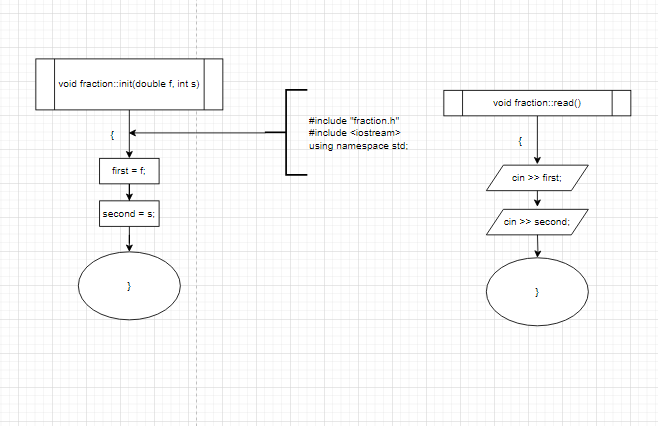 void fraction::init(double f, int s)
{
first = f;
second = s;
}
#include "fraction.h"
#include <iostream>
using namespace std;
void fraction::read()
{
cin >> first;
cin >> second;
}